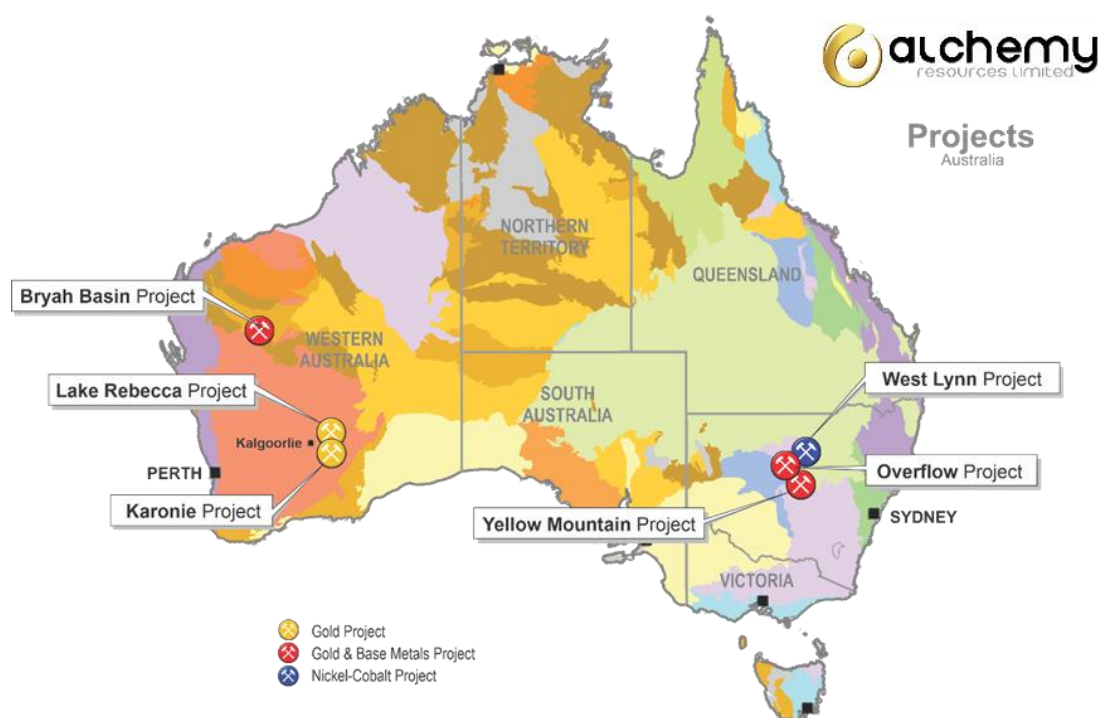 alchemy
resources limited
Projects
Australia
NORTHERN
TERRITORY
QUEENSLAND
Bryah Basin Project
WESTERN
AUSTRALIA
Lake Rebecca Project
SOUTH
AUSTRALIA
West Lynn Project
Kalgoorlie
PERTH
Overflow Project
Karonie Project
Yellow Mountain Project
SYDNEY
VICTORIA
Gold Project
Gold & Base Metals Project
Nickel-Cobalt Project